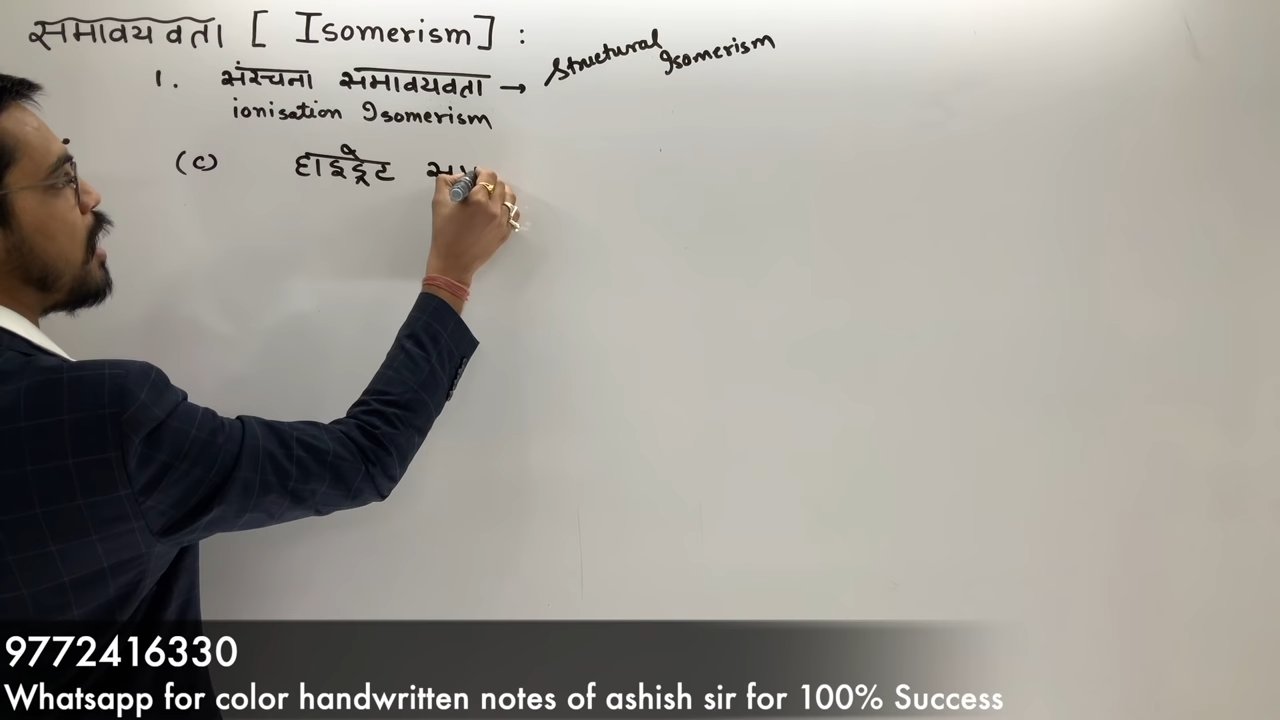 समावयवता [ Isomerism ] :
1. संरचना समावयवता → Structural Isomerism
ionisation Isomerism
(c) हाईड्रेट
9772416330
Whatsapp for color handwritten notes of ashish sir for 100% Success